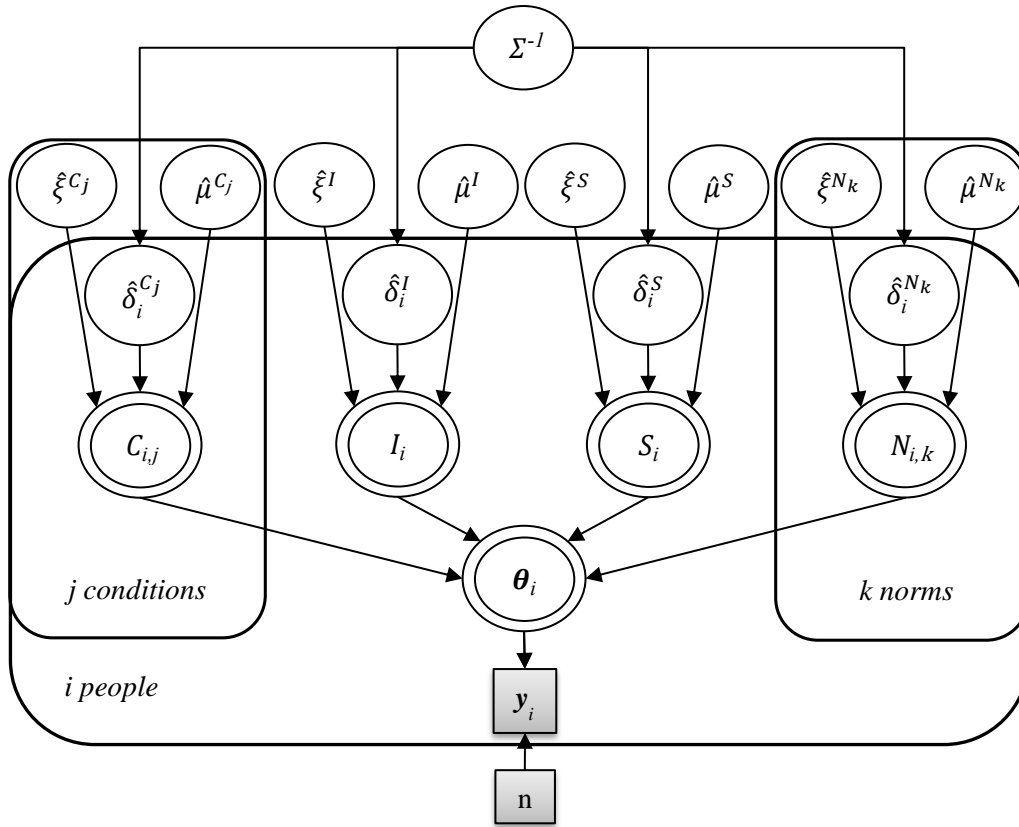 Σ⁻¹
ξ̂^{C_j} μ̂^{C_j} ξ̂^I μ̂^I ξ̂^S μ̂^S ξ̂^{N_k} μ̂^{N_k}
δ̂_i^{C_j} δ̂_i^I δ̂_i^S δ̂_i^{N_k}
C_{i,j} I_i S_i N_{i,k}
θ_i
j conditions k norms
i people
y_i
n